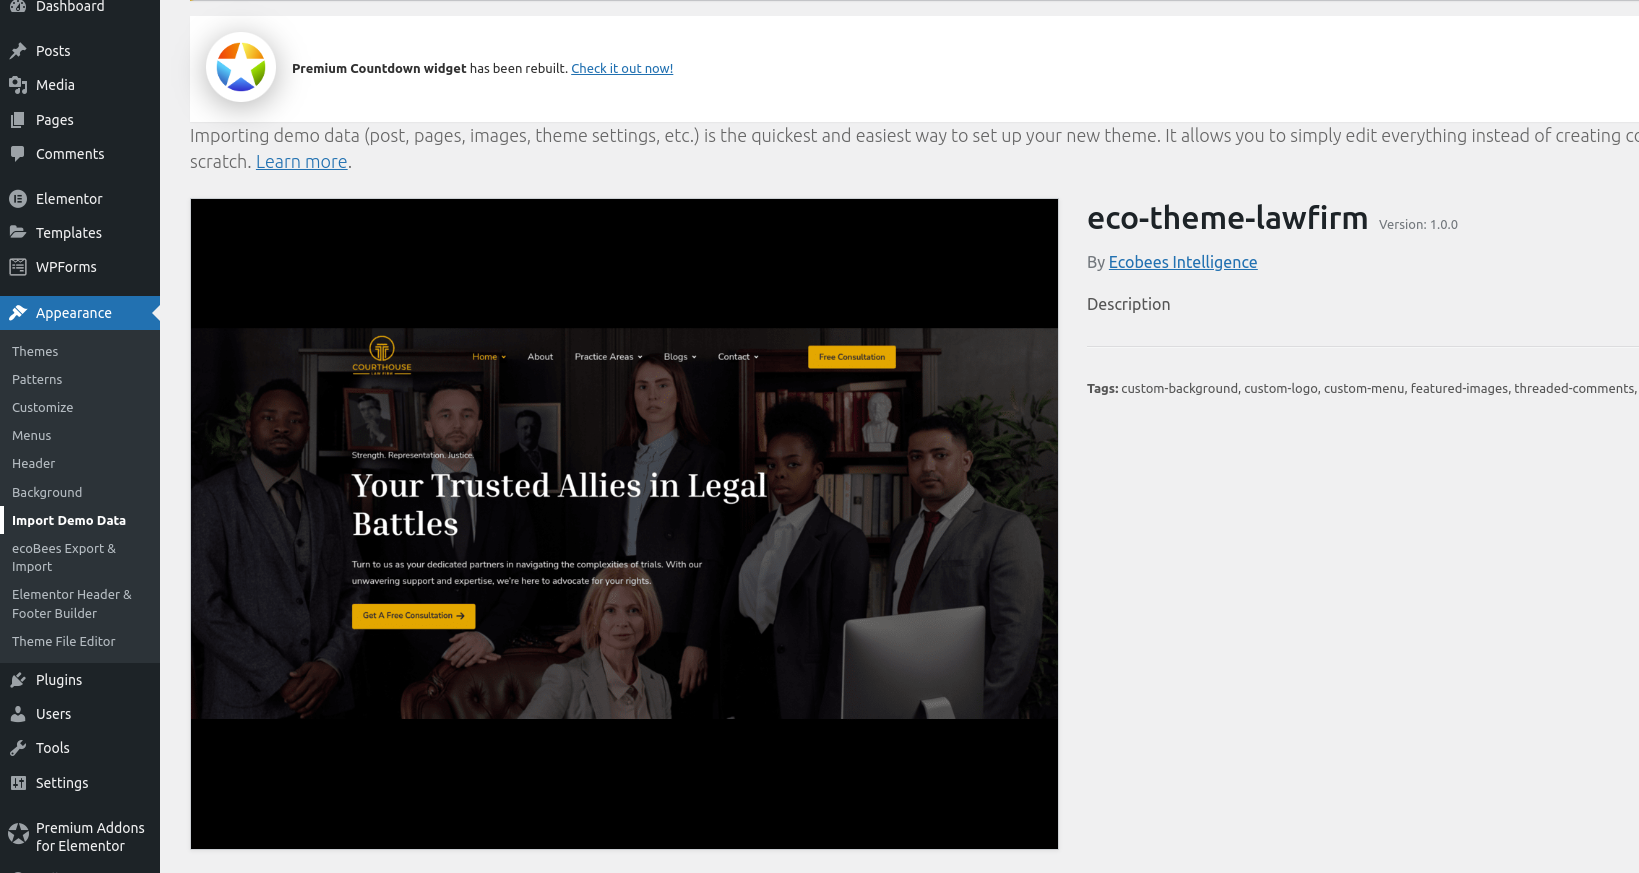 Dashboard
Posts
Media
Pages
Comments
Elementor
Templates
WPForms
Appearance
Themes
Patterns
Customize
Menus
Header
Background
Import Demo Data
ecoBees Export &
Import
Elementor Header &
Footer Builder
Theme File Editor
Plugins
Users
Tools
Settings
Premium Addons
for Elementor
Premium Countdown widget has been rebuilt. Check it out now!
Importing demo data (post, pages, images, theme settings, etc.) is the quickest and easiest way to set up your new theme. It allows you to simply edit everything instead of creating
scratch. Learn more.
COURTHOUSE
LAW FIRM
Home
About
Practice Areas
Blogs
Contact
Free Consultation
Strength. Representation. Justice.
Your Trusted Allies in Legal
Battles
Turn to us as your dedicated partners in navigating the complexities of trials. With our
unwavering support and expertise, we're here to advocate for your rights.
Get A Free Consultation →
eco-theme-lawfirm Version: 1.0.0
By Ecobees Intelligence
Description
Tags: custom-background, custom-logo, custom-menu, featured-images, threaded-comments,